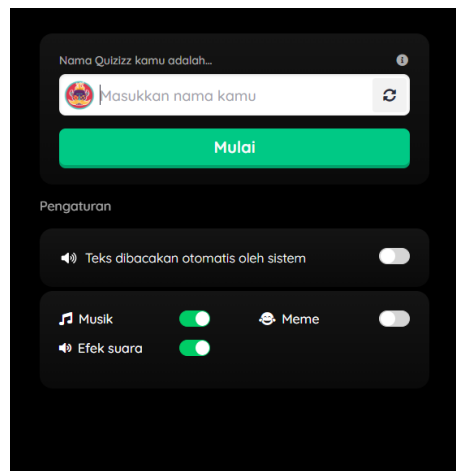 Nama Quizizz kamu adalah...
Masukkan nama kamu
Mulai
Pengaturan
Teks dibacakan otomatis oleh sistem
Musik
Meme
Efek suara